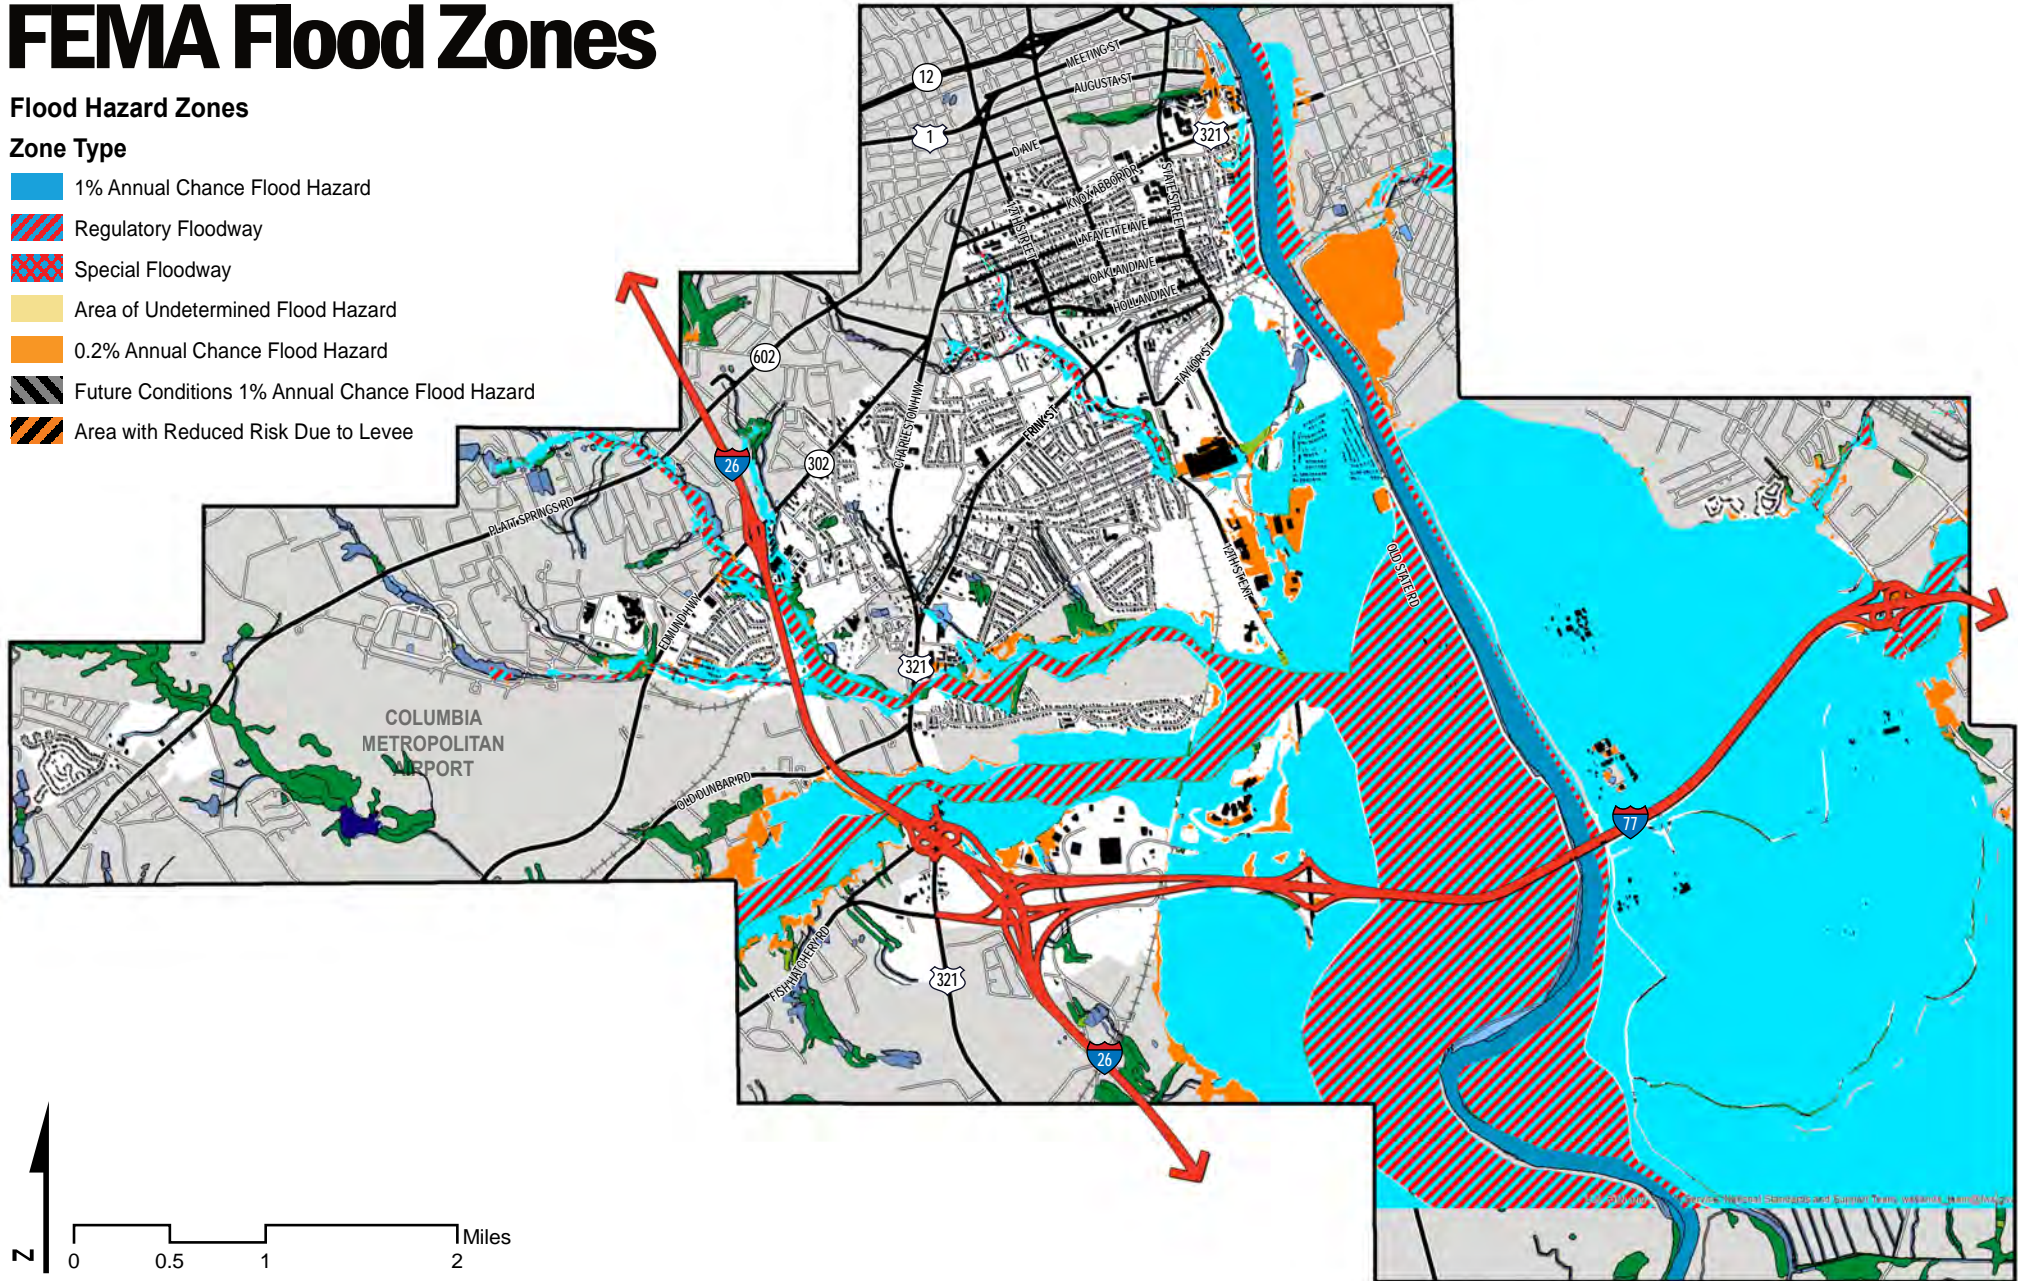 FEMA Flood Zones
Flood Hazard Zones
Zone Type
1% Annual Chance Flood Hazard
Regulatory Floodway
Special Floodway
Area of Undetermined Flood Hazard
0.2% Annual Chance Flood Hazard
Future Conditions 1% Annual Chance Flood Hazard
Area with Reduced Risk Due to Levee
12
MEETING ST
AUGUSTA ST
1
321
D AVE
KNOX ABBOR DR
STATE STREET
12TH STREET
LAFAYETTE AVE
OAKLAND AVE
HOLLAND AVE
602
TAYLOR ST
CHARLESTON HWY
FRINK ST
26
302
PLATT SPRINGS RD
12TH ST EXT
OLD STATE RD
EDMUND HWY
321
COLUMBIA
METROPOLITAN
AIRPORT
OLD DUNBAR RD
77
FISH HATCHERY RD
321
26
Z
0
0.5
1
2
Miles